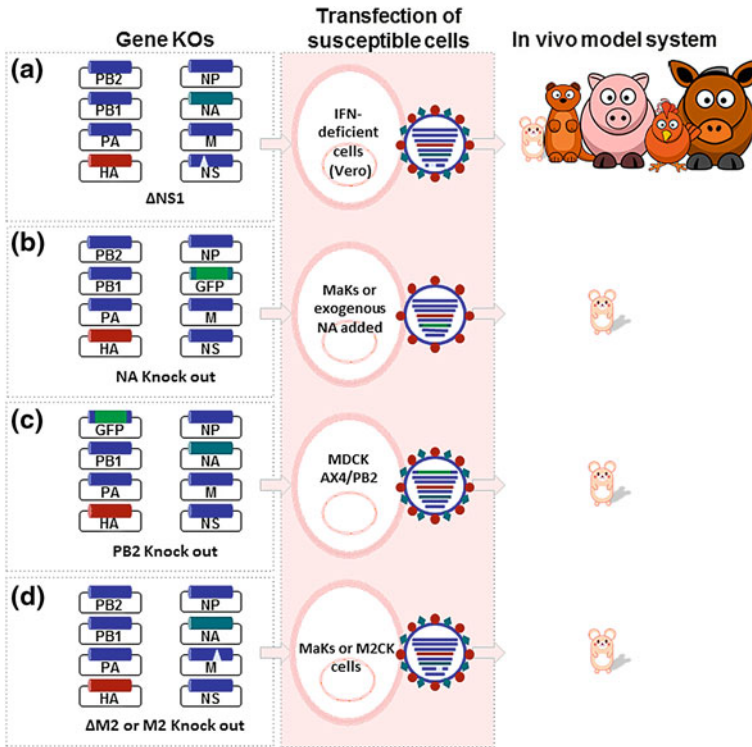 Gene KOs
Transfection of
susceptible cells
In vivo model system
(a)
PB2
NP
PB1
NA
PA
M
HA
NS
ΔNS1
IFN-
deficient
cells
(Vero)
(b)
PB2
NP
PB1
GFP
PA
M
HA
NS
NA Knock out
MaKs or
exogenous
NA added
(c)
GFP
NP
PB1
NA
PA
M
HA
NS
PB2 Knock out
MDCK
AX4/PB2
(d)
PB2
NP
PB1
NA
PA
M
HA
NS
ΔM2 or M2 Knock out
MaKs or M2CK
cells